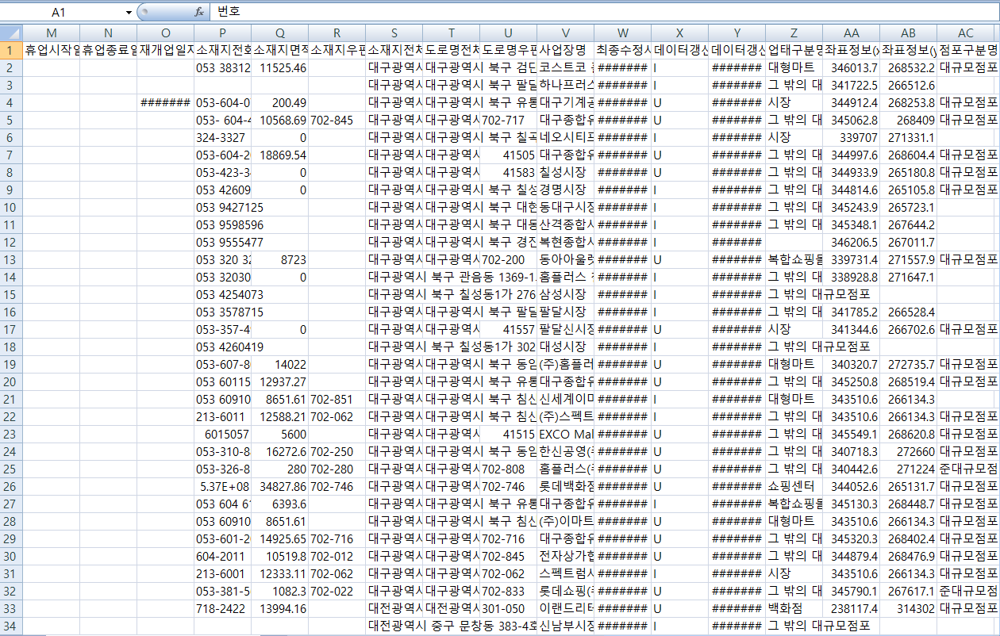 A1 fx 번호
M N O P Q R S T U V W X Y Z AA AB AC
1 휴업시작일 휴업종료일 재개업일자 소재지전화 소재지면적 소재지우편 소재지전체 도로명전체 도로명우편 사업장명 최종수정시 데이터갱신 데이터갱신 업태구분명 좌표정보(x 좌표정보(y 점포구분명
2 053 38312 11525.46 대구광역시 대구광역시 북구 검단 코스트코 ####### I ####### 대형마트 346013.7 268532.2 대규모점포
3 대구광역시 대구광역시 북구 팔달 하나프러스 ####### I ####### 그 밖의 대 341722.5 266512.6
4 ####### 053-604-0 200.49 대구광역시 대구광역시 북구 유통 대구기계공 ####### U ####### 시장 344912.4 268253.8 대규모점포
5 053- 604-4 10568.69 702-845 대구광역시 대구광역시 702-717 대구종합유 ####### U ####### 그 밖의 대 345062.8 268409 대규모점포
6 324-3327 0 대구광역시 대구광역시 북구 칠곡 네오시티프 ####### I ####### 시장 339707 271331.1
7 053-604-20 18869.54 대구광역시 대구광역시 41505 대구종합유 ####### U ####### 그 밖의 대 344997.6 268604.4 대규모점포
8 053-423-3 0 대구광역시 대구광역시 41583 칠성시장 ####### U ####### 그 밖의 대 344933.9 265180.8 대규모점포
9 053 42609 0 대구광역시 대구광역시 북구 칠성 경명시장 ####### I ####### 그 밖의 대 344814.6 265105.8 대규모점포
10 053 9427125 대구광역시 대구광역시 북구 대현 동대구시장 ####### I ####### 그 밖의 대 345243.9 265723.1
11 053 9598596 대구광역시 대구광역시 북구 대동 산격종합시 ####### I ####### 그 밖의 대 345348.1 267644.2
12 053 9555477 대구광역시 대구광역시 북구 경진 복현종합시 ####### I ####### 346206.5 267011.7
13 053 320 32 8723 대구광역시 대구광역시 702-200 동아아울렛 ####### U ####### 복합쇼핑몰 339731.4 271557.9 대규모점포
14 053 32030 0 대구광역시 북구 관음동 1369-1 홈플러스 ####### I ####### 그 밖의 대 338928.8 271647.1
15 053 4254073 대구광역시 북구 칠성동1가 276 삼성시장 ####### I ####### 그 밖의 대규모점포
16 053 3578715 대구광역시 대구광역시 북구 팔달 팔달시장 ####### I ####### 그 밖의 대 341785.2 266528.4
17 053-357-4 0 대구광역시 대구광역시 41557 팔달신시장 ####### U ####### 시장 341344.6 266702.6 대규모점포
18 053 4260419 대구광역시 북구 칠성동1가 302 대성시장 ####### I ####### 그 밖의 대규모점포
19 053-607-8 14022 대구광역시 대구광역시 북구 동암 (주)홈플러 ####### U ####### 대형마트 340320.7 272735.7 대규모점포
20 053 60115 12937.27 대구광역시 대구광역시 북구 유통 대구종합유 ####### U ####### 그 밖의 대 345250.8 268519.4 대규모점포
21 053 60910 8651.61 702-851 대구광역시 대구광역시 북구 침산 신세계이마 ####### I ####### 대형마트 343510.6 266134.3
22 213-6011 12588.21 702-062 대구광역시 대구광역시 북구 침산 (주)스펙트 ####### I ####### 그 밖의 대 343510.6 266134.3 대규모점포
23 6015057 5600 대구광역시 대구광역시 41515 EXCO Mal ####### U ####### 그 밖의 대 345549.1 268620.8 대규모점포
24 053-310-8 16272.6 702-250 대구광역시 대구광역시 북구 동암 한신공영( ####### U ####### 그 밖의 대 340718.3 272660 대규모점포
25 053-326-8 280 702-280 대구광역시 대구광역시 702-808 홈플러스( ####### U ####### 그 밖의 대 340442.6 271224 준대규모점
26 5.37E+08 34827.86 702-746 대구광역시 대구광역시 702-746 롯데백화점 ####### U ####### 쇼핑센터 344052.6 265131.7 대규모점포
27 053 604 61 6393.6 대구광역시 대구광역시 북구 유통 대구종합유 ####### I ####### 복합쇼핑몰 345130.3 268448.7 대규모점포
28 053 60910 8651.61 대구광역시 대구광역시 북구 침산 (주)이마트 ####### U ####### 대형마트 343510.6 266134.3 대규모점포
29 053-601-2 14925.65 702-716 대구광역시 대구광역시 702-716 대구종합유 ####### U ####### 그 밖의 대 345320.3 268402.4 대규모점포
30 604-2011 10519.8 702-012 대구광역시 대구광역시 702-845 전자상가합 ####### U ####### 그 밖의 대 344879.4 268476.9 대규모점포
31 213-6001 12333.11 702-062 대구광역시 대구광역시 702-062 스펙트럼시 ####### I ####### 시장 343510.6 266134.3 대규모점포
32 053-381-5 1082.3 702-022 대구광역시 대구광역시 702-833 롯데쇼핑( ####### U ####### 그 밖의 대 345790.1 267617.1 준대규모점
33 718-2422 13994.16 대전광역시 대전광역시 301-050 이랜드리터 ####### U ####### 백화점 238117.4 314302 대규모점포
34 대전광역시 중구 문창동 383-4호 신남부시장 ####### I ####### 그 밖의 대규모점포